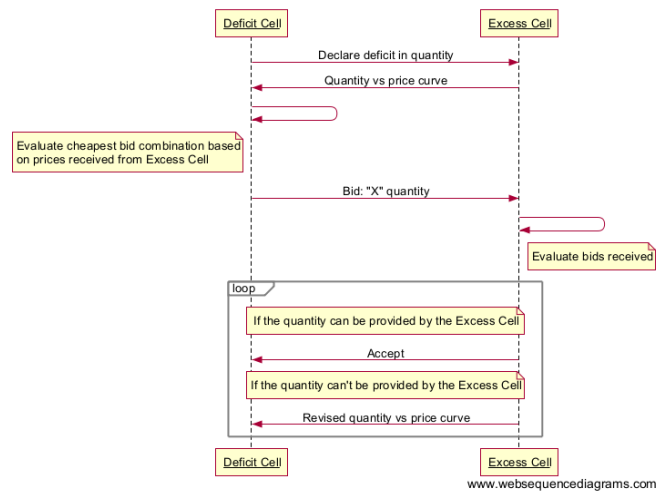 Deficit Cell
Excess Cell
Declare deficit in quantity
Quantity vs price curve
Evaluate cheapest bid combination based
on prices received from Excess Cell
Bid: "X" quantity
Evaluate bids received
loop
If the quantity can be provided by the Excess Cell
Accept
If the quantity can't be provided by the Excess Cell
Revised quantity vs price curve
Deficit Cell
Excess Cell
www.websequencediagrams.com